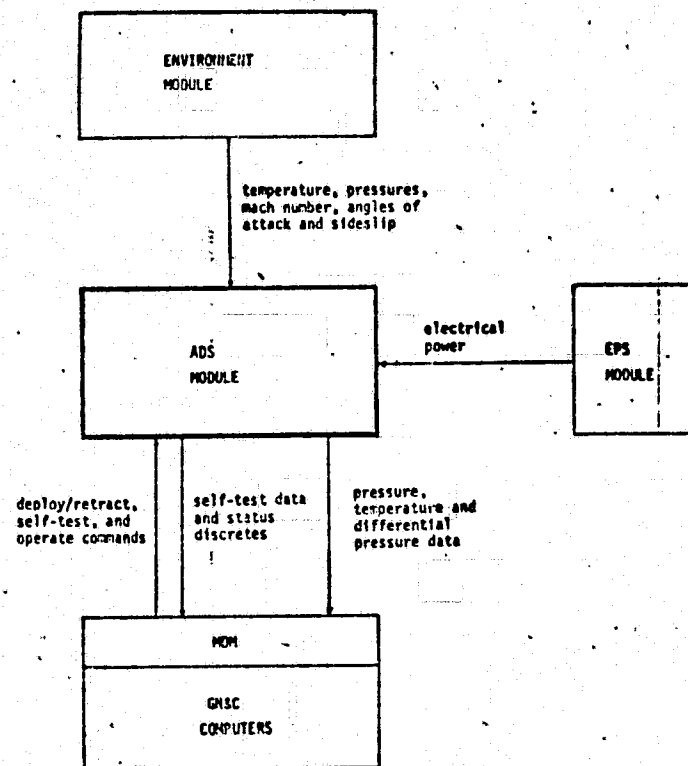 ENVIRONMENT
MODULE
temperature, pressures,
mach number, angles of
attack and sideslip
ADS
MODULE
electrical
power
EPS
MODULE
deploy/retract,
self-test, and
operate commands
self-test data
and status
discretes
pressure,
temperature and
differential
pressure data
MDM
GN&C
COMPUTERS